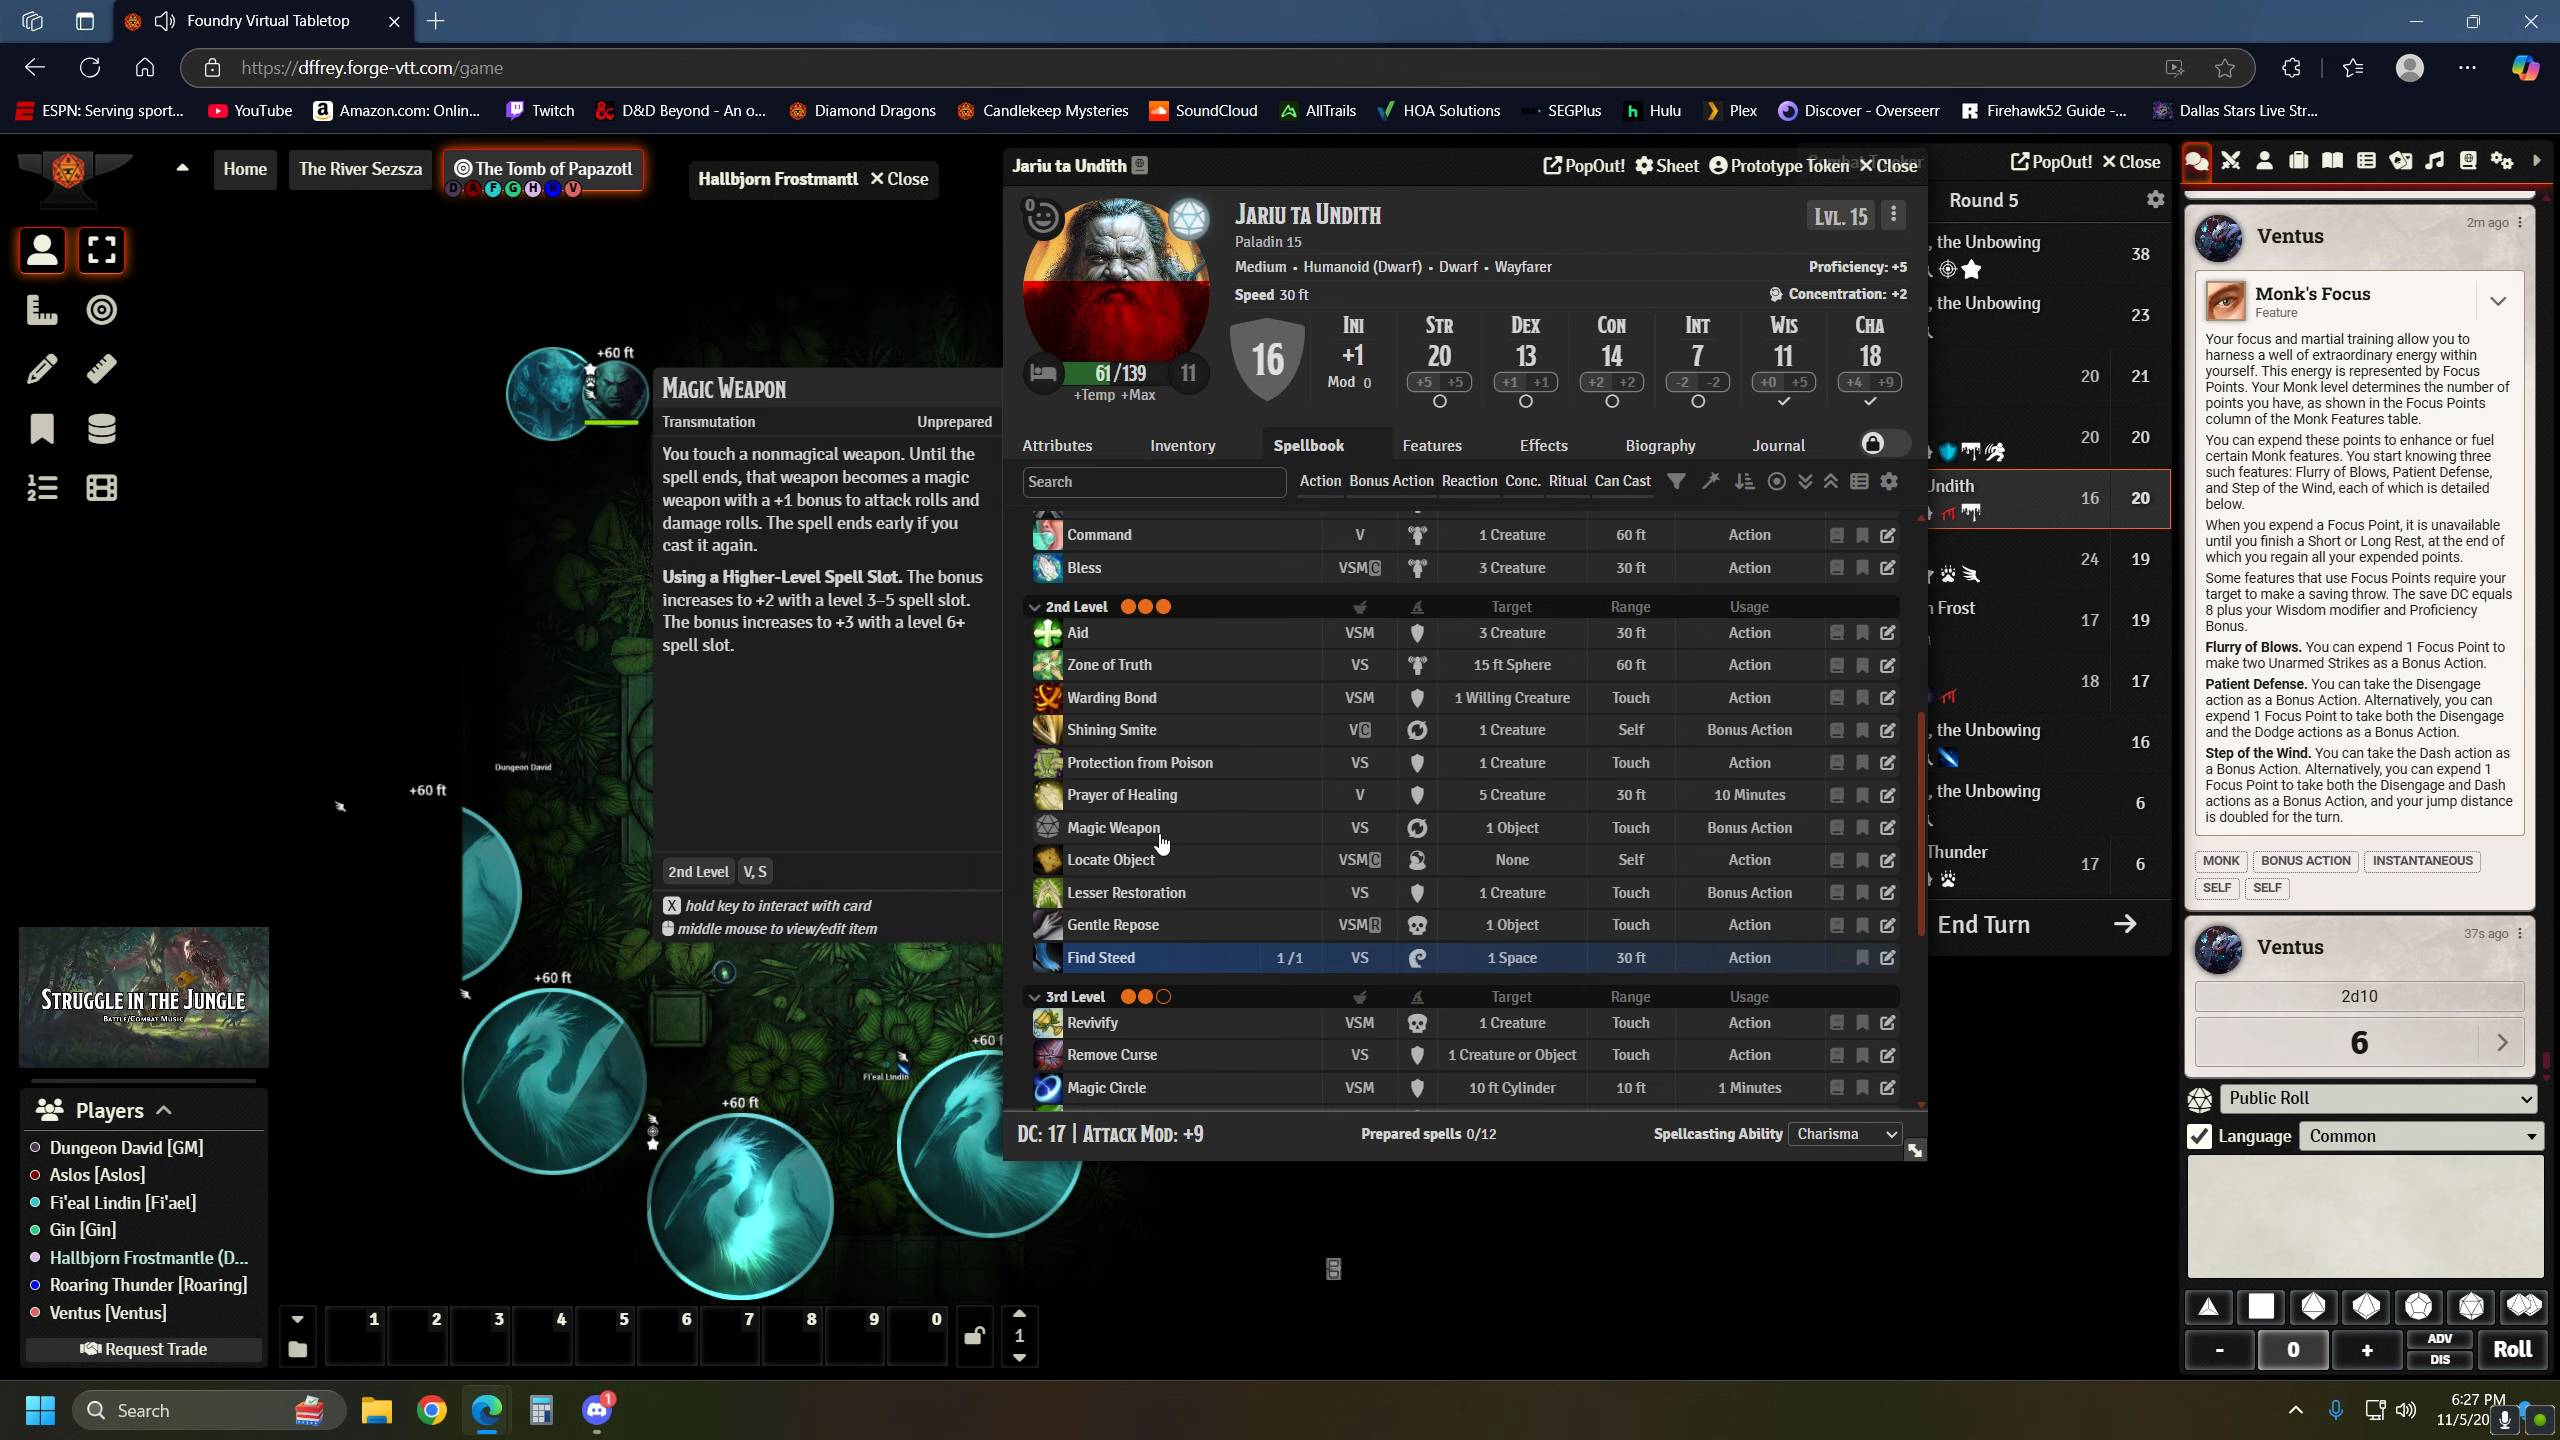 Foundry Virtual Tabletop
https://dffrey.forge-vtt.com/game
ESPN: Serving sport...
YouTube
Amazon.com: Onlin...
Twitch
D&D Beyond - An o...
Diamond Dragons
Candlekeep Mysteries
SoundCloud
AllTrails
HOA Solutions
SEGPlus
Hulu
Plex
Discover - Overseerr
Firehawk52 Guide -...
Dallas Stars Live Str...
Home
The River Sezsza
The Tomb of Papazotl
D A F G H R V
Hallbjorn Frostmantl Close
+60 ft
Dungeon David
+60 ft
+60 ft
+60 ft
Fi'eal Lindin
+60 f
MAGIC WEAPON
Transmutation Unprepared
You touch a nonmagical weapon. Until the
spell ends, that weapon becomes a magic
weapon with a +1 bonus to attack rolls and
damage rolls. The spell ends early if you
cast it again.
Using a Higher-Level Spell Slot. The bonus
increases to +2 with a level 3–5 spell slot.
The bonus increases to +3 with a level 6+
spell slot.
2nd Level V, S
X hold key to interact with card
middle mouse to view/edit item
Jariu ta Undith
PopOut! Sheet Prototype Token Close
0
JARIU TA UNDITH
LVL. 15
Paladin 15
Medium • Humanoid (Dwarf) • Dwarf • Wayfarer
Proficiency: +5
Speed 30 ft
Concentration: +2
61 /139
11
+Temp +Max
16
INI STR DEX CON INT WIS CHA
+1 20 13 14 7 11 18
Mod 0 +5 +5 +1 +1 +2 +2 -2 -2 +0 +5 +4 +9
Attributes Inventory Spellbook Features Effects Biography Journal
Search
Action Bonus Action Reaction Conc. Ritual Can Cast
Command V 1 Creature 60 ft Action
Bless VSM C 3 Creature 30 ft Action
2nd Level Target Range Usage
Aid VSM 3 Creature 30 ft Action
Zone of Truth VS 15 ft Sphere 60 ft Action
Warding Bond VSM 1 Willing Creature Touch Action
Shining Smite V C 1 Creature Self Bonus Action
Protection from Poison VS 1 Creature Touch Action
Prayer of Healing V 5 Creature 30 ft 10 Minutes
Magic Weapon VS 1 Object Touch Bonus Action
Locate Object VSM C None Self Action
Lesser Restoration VS 1 Creature Touch Bonus Action
Gentle Repose VSM R 1 Object Touch Action
Find Steed 1 / 1 VS 1 Space 30 ft Action
3rd Level Target Range Usage
Revivify VSM 1 Creature Touch Action
Remove Curse VS 1 Creature or Object Touch Action
Magic Circle VSM 10 ft Cylinder 10 ft 1 Minutes
DC: 17 | ATTACK MOD: +9
Prepared spells 0/12
Spellcasting Ability Charisma
PopOut! Close
Round 5
, the Unbowing 38
, the Unbowing 23
20 21
20 20
Undith 16 20
24 19
n Frost 17 19
18 17
, the Unbowing 16
, the Unbowing 6
Thunder 17 6
End Turn
Ventus
2m ago
Monk's Focus
Feature
Your focus and martial training allow you to
harness a well of extraordinary energy within
yourself. This energy is represented by Focus
Points. Your Monk level determines the number of
points you have, as shown in the Focus Points
column of the Monk Features table.
You can expend these points to enhance or fuel
certain Monk features. You start knowing three
such features: Flurry of Blows, Patient Defense,
and Step of the Wind, each of which is detailed
below.
When you expend a Focus Point, it is unavailable
until you finish a Short or Long Rest, at the end of
which you regain all your expended points.
Some features that use Focus Points require your
target to make a saving throw. The save DC equals
8 plus your Wisdom modifier and Proficiency
Bonus.
Flurry of Blows. You can expend 1 Focus Point to
make two Unarmed Strikes as a Bonus Action.
Patient Defense. You can take the Disengage
action as a Bonus Action. Alternatively, you can
expend 1 Focus Point to take both the Disengage
and the Dodge actions as a Bonus Action.
Step of the Wind. You can take the Dash action as
a Bonus Action. Alternatively, you can expend 1
Focus Point to take both the Disengage and Dash
actions as a Bonus Action, and your jump distance
is doubled for the turn.
MONK BONUS ACTION INSTANTANEOUS
SELF SELF
Ventus
37s ago
2d10
6
Public Roll
Language Common
- 0 + ADV DIS Roll
STRUGGLE IN THE JUNGLE
BATTLE/COMBAT MUSIC
Players
Dungeon David [GM]
Aslos [Aslos]
Fi'eal Lindin [Fi'ael]
Gin [Gin]
Hallbjorn Frostmantle (D...
Roaring Thunder [Roaring]
Ventus [Ventus]
Request Trade
1 2 3 4 5 6 7 8 9 0
1
Search
1
6:27 PM
11/5/20